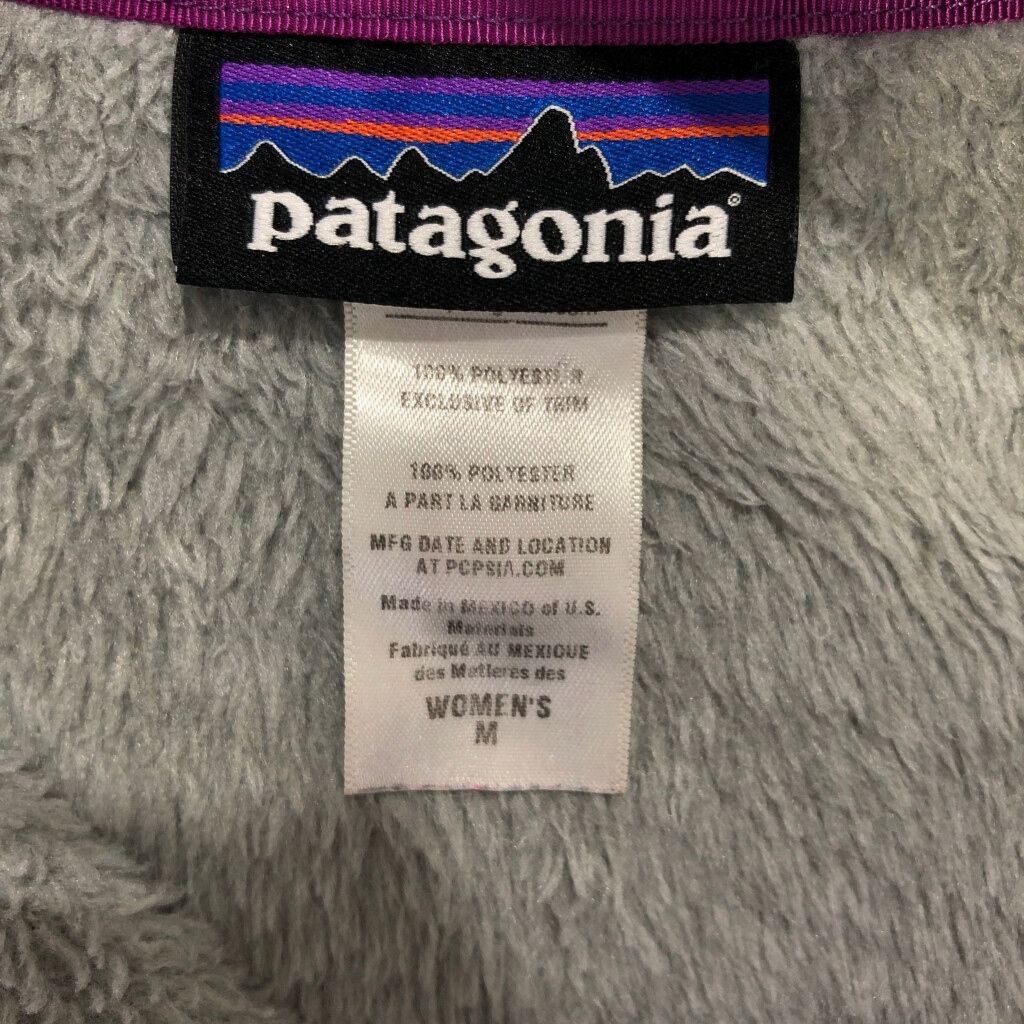 patagonia®
100% POLYESTER
EXCLUSIVE OF TRIM
100% POLYESTER
A PART LA GARNITURE
MFG DATE AND LOCATION
AT PCPSIA.COM
Made in MEXICO of U.S.
Materials
Fabriqué AU MEXIQUE
des Matieres des
WOMEN'S
M